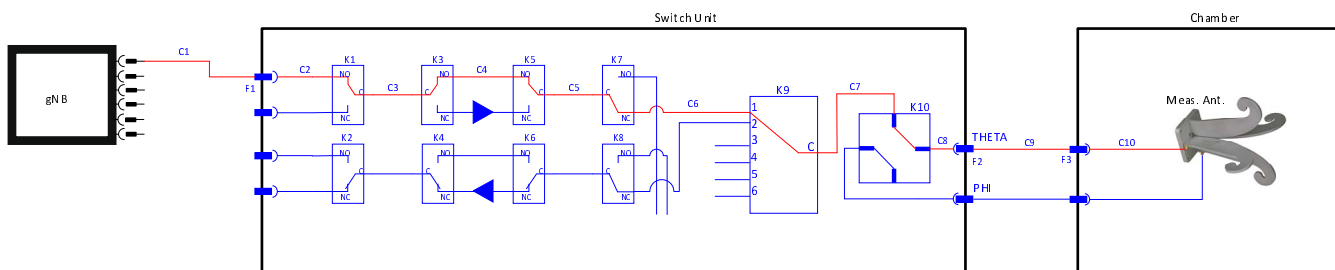 Switch Unit
Chamber
gNB
C1
F1
C2
K1
NO
C
NC
C3
K3
NO
C
NC
C4
K5
NO
C
NC
C5
K7
NO
C
NC
C6
K2
NO
C
NC
K4
NO
C
NC
K6
NO
C
NC
K8
NO
C
NC
K9
1
2
3
4
5
6
C
C7
K10
C8
THETA
F2
PHI
C9
F3
C10
Meas. Ant.